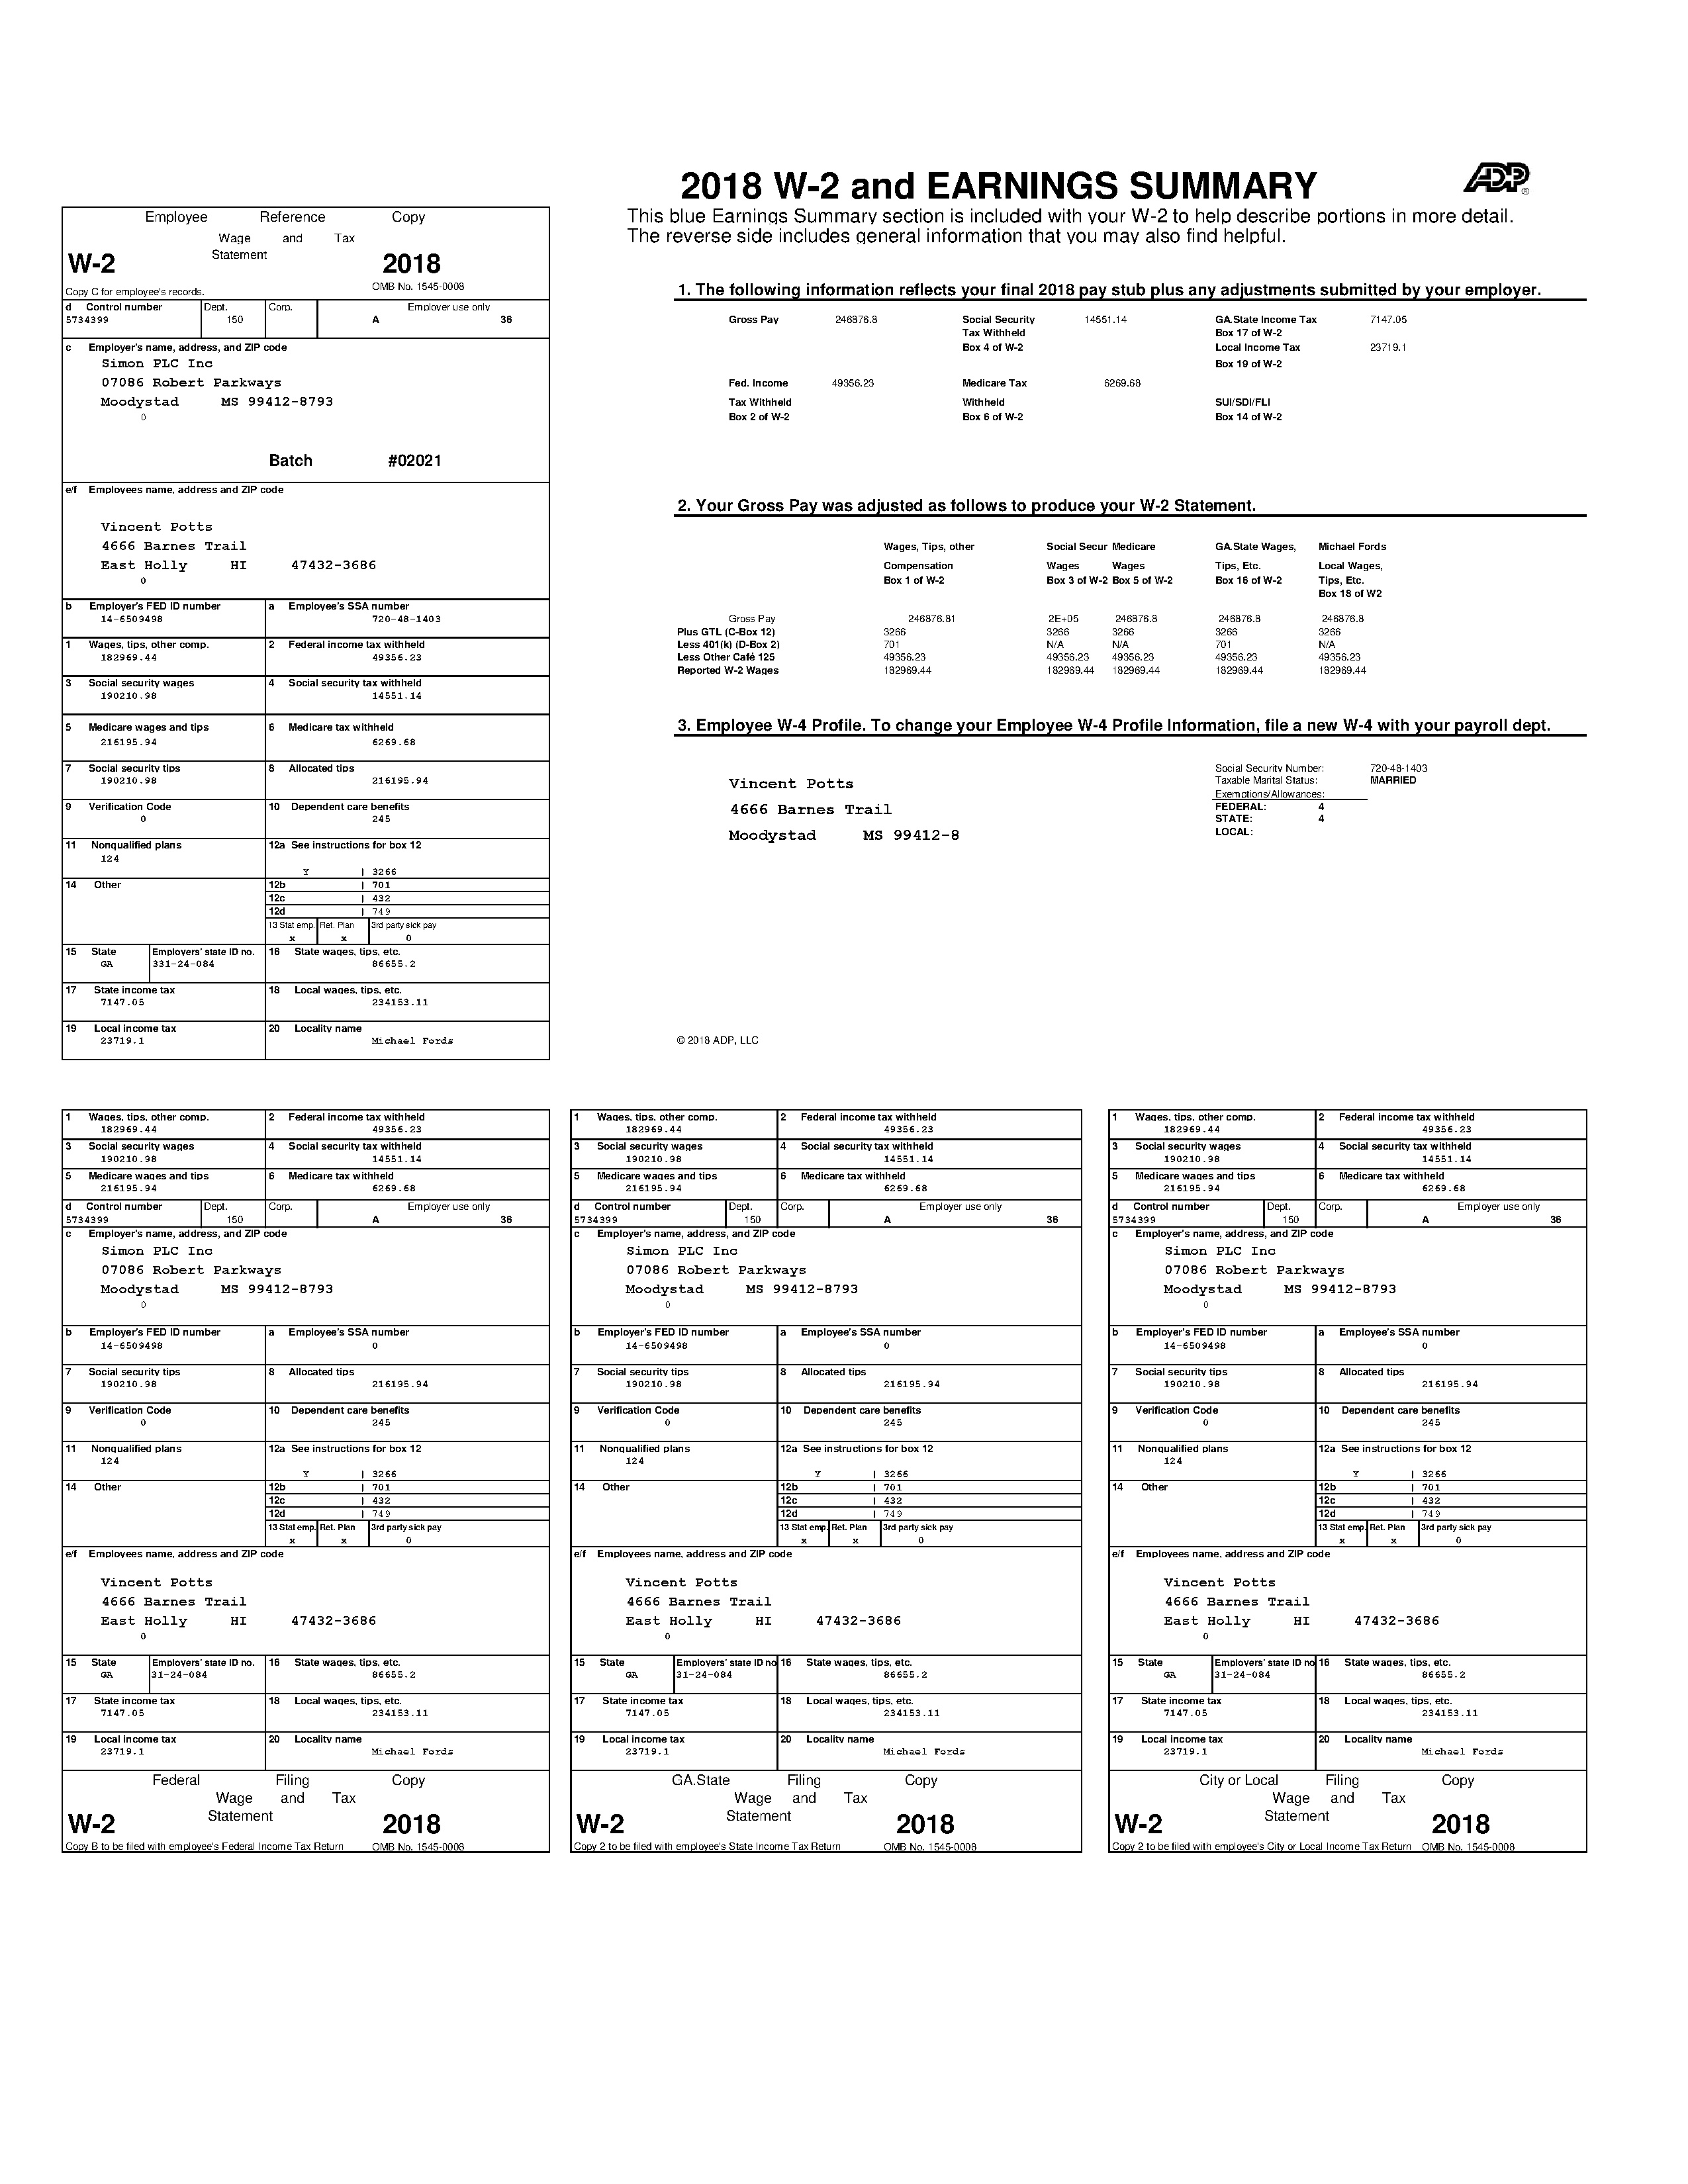 2018 W-2 and EARNINGS SUMMARY
ADP®
This blue Earnings Summary section is included with your W-2 to help describe portions in more detail.
The reverse side includes general information that you may also find helpful.
Employee Reference Copy
Wage and Tax
Statement
W-2 2018
Copy C for employee's records. OMB No. 1545-0008
d Control number Dept. Corp. Employer use only
5734399 150 A 36
c Employer's name, address, and ZIP code
Simon PLC Inc
07086 Robert Parkways
Moodystad MS 99412-8793
0
Batch #02021
e/f Employees name, address and ZIP code
Vincent Potts
4666 Barnes Trail
East Holly HI 47432-3686
0
b Employer's FED ID number a Employee's SSA number
14-6509498 720-48-1403
1 Wages, tips, other comp. 2 Federal income tax withheld
182969.44 49356.23
3 Social security wages 4 Social security tax withheld
190210.98 14551.14
5 Medicare wages and tips 6 Medicare tax withheld
216195.94 6269.68
7 Social security tips 8 Allocated tips
190210.98 216195.94
9 Verification Code 10 Dependent care benefits
0 245
11 Nonqualified plans 12a See instructions for box 12
124
Y | 3266
14 Other 12b | 701
12c | 432
12d | 749
13 Stat emp. Ret. Plan 3rd party sick pay
x x 0
15 State Employers' state ID no. 16 State wages, tips, etc.
GA 331-24-084 86655.2
17 State income tax 18 Local wages, tips, etc.
7147.05 234153.11
19 Local income tax 20 Locality name
23719.1 Michael Fords
1. The following information reflects your final 2018 pay stub plus any adjustments submitted by your employer.
Gross Pay 246876.8 Social Security 14551.14 GA.State Income Tax 7147.05
Tax Withheld Box 17 of W-2
Box 4 of W-2 Local Income Tax 23719.1
Box 19 of W-2
Fed. Income 49356.23 Medicare Tax 6269.68
Tax Withheld Withheld SUI/SDI/FLI
Box 2 of W-2 Box 6 of W-2 Box 14 of W-2
2. Your Gross Pay was adjusted as follows to produce your W-2 Statement.
Wages, Tips, other Social Secur Medicare GA.State Wages, Michael Fords
Compensation Wages Wages Tips, Etc. Local Wages,
Box 1 of W-2 Box 3 of W-2 Box 5 of W-2 Box 16 of W-2 Tips, Etc.
Box 18 of W2
Gross Pay 246876.81 2E+05 246876.8 246876.8 246876.8
Plus GTL (C-Box 12) 3266 3266 3266 3266 3266
Less 401(k) (D-Box 2) 701 N/A N/A 701 N/A
Less Other Café 125 49356.23 49356.23 49356.23 49356.23 49356.23
Reported W-2 Wages 182969.44 182969.44 182969.44 182969.44 182969.44
3. Employee W-4 Profile. To change your Employee W-4 Profile Information, file a new W-4 with your payroll dept.
Vincent Potts
4666 Barnes Trail
Moodystad MS 99412-8
Social Security Number: 720-48-1403
Taxable Marital Status: MARRIED
Exemptions/Allowances:
FEDERAL: 4
STATE: 4
LOCAL:
© 2018 ADP, LLC
1 Wages, tips, other comp. 2 Federal income tax withheld
182969.44 49356.23
3 Social security wages 4 Social security tax withheld
190210.98 14551.14
5 Medicare wages and tips 6 Medicare tax withheld
216195.94 6269.68
d Control number Dept. Corp. Employer use only
5734399 150 A 36
c Employer's name, address, and ZIP code
Simon PLC Inc
07086 Robert Parkways
Moodystad MS 99412-8793
0
b Employer's FED ID number a Employee's SSA number
14-6509498 0
7 Social security tips 8 Allocated tips
190210.98 216195.94
9 Verification Code 10 Dependent care benefits
0 245
11 Nonqualified plans 12a See instructions for box 12
124
Y | 3266
14 Other 12b | 701
12c | 432
12d | 749
13 Stat emp. Ret. Plan 3rd party sick pay
x x 0
e/f Employees name, address and ZIP code
Vincent Potts
4666 Barnes Trail
East Holly HI 47432-3686
0
15 State Employers' state ID no. 16 State wages, tips, etc.
GA 31-24-084 86655.2
17 State income tax 18 Local wages, tips, etc.
7147.05 234153.11
19 Local income tax 20 Locality name
23719.1 Michael Fords
Federal Filing Copy
Wage and Tax
Statement
W-2 2018
Copy B to be filed with employee's Federal Income Tax Return OMB No. 1545-0008
1 Wages, tips, other comp. 2 Federal income tax withheld
182969.44 49356.23
3 Social security wages 4 Social security tax withheld
190210.98 14551.14
5 Medicare wages and tips 6 Medicare tax withheld
216195.94 6269.68
d Control number Dept. Corp. Employer use only
5734399 150 A 36
c Employer's name, address, and ZIP code
Simon PLC Inc
07086 Robert Parkways
Moodystad MS 99412-8793
0
b Employer's FED ID number a Employee's SSA number
14-6509498 0
7 Social security tips 8 Allocated tips
190210.98 216195.94
9 Verification Code 10 Dependent care benefits
0 245
11 Nonqualified plans 12a See instructions for box 12
124
Y | 3266
14 Other 12b | 701
12c | 432
12d | 749
13 Stat emp. Ret. Plan 3rd party sick pay
x x 0
e/f Employees name, address and ZIP code
Vincent Potts
4666 Barnes Trail
East Holly HI 47432-3686
0
15 State Employers' state ID no 16 State wages, tips, etc.
GA 31-24-084 86655.2
17 State income tax 18 Local wages, tips, etc.
7147.05 234153.11
19 Local income tax 20 Locality name
23719.1 Michael Fords
GA.State Filing Copy
Wage and Tax
Statement
W-2 2018
Copy 2 to be filed with employee's State Income Tax Return OMB No. 1545-0008
1 Wages, tips, other comp. 2 Federal income tax withheld
182969.44 49356.23
3 Social security wages 4 Social security tax withheld
190210.98 14551.14
5 Medicare wages and tips 6 Medicare tax withheld
216195.94 6269.68
d Control number Dept. Corp. Employer use only
5734399 150 A 36
c Employer's name, address, and ZIP code
Simon PLC Inc
07086 Robert Parkways
Moodystad MS 99412-8793
0
b Employer's FED ID number a Employee's SSA number
14-6509498 0
7 Social security tips 8 Allocated tips
190210.98 216195.94
9 Verification Code 10 Dependent care benefits
0 245
11 Nonqualified plans 12a See instructions for box 12
124
Y | 3266
14 Other 12b | 701
12c | 432
12d | 749
13 Stat emp. Ret. Plan 3rd party sick pay
x x 0
e/f Employees name, address and ZIP code
Vincent Potts
4666 Barnes Trail
East Holly HI 47432-3686
0
15 State Employers' state ID no 16 State wages, tips, etc.
GA 31-24-084 86655.2
17 State income tax 18 Local wages, tips, etc.
7147.05 234153.11
19 Local income tax 20 Locality name
23719.1 Michael Fords
City or Local Filing Copy
Wage and Tax
Statement
W-2 2018
Copy 2 to be filed with employee's City or Local Income Tax Return OMB No. 1545-0008